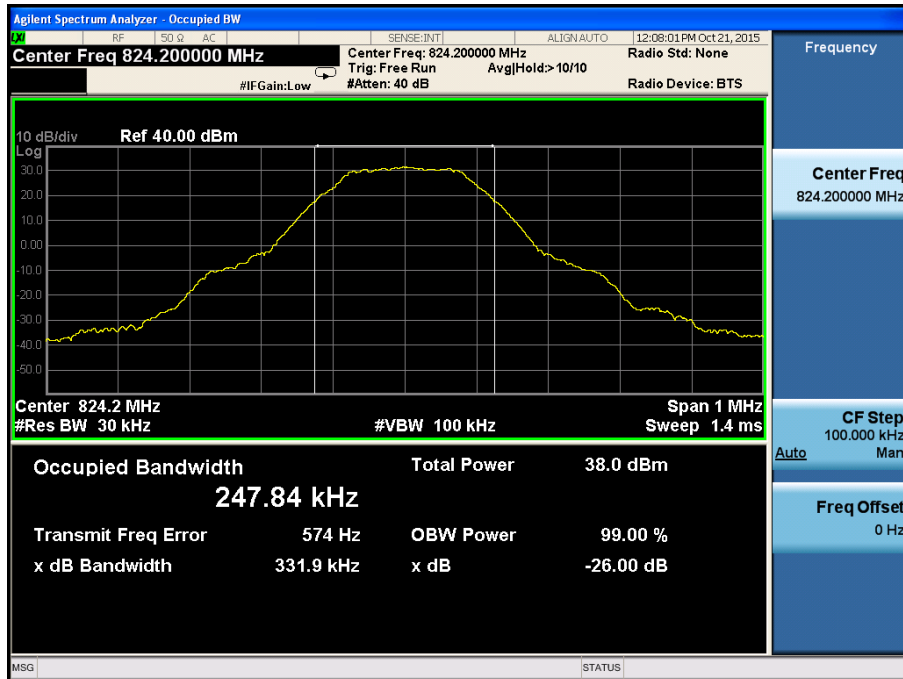 Agilent Spectrum Analyzer - Occupied BW
LXI RF 50 Ω AC SENSE:INT ALIGN AUTO 12:08:01 PM Oct 21, 2015
Center Freq 824.200000 MHz
Center Freq: 824.200000 MHz
Radio Std: None
Trig: Free Run Avg|Hold:>10/10
#IFGain:Low
#Atten: 40 dB
Radio Device: BTS
10 dB/div Ref 40.00 dBm
Log
30.0
20.0
10.0
0.00
-10.0
-20.0
-30.0
-40.0
-50.0
Center 824.2 MHz Span 1 MHz
#Res BW 30 kHz #VBW 100 kHz Sweep 1.4 ms
Occupied Bandwidth Total Power 38.0 dBm
247.84 kHz
Transmit Freq Error 574 Hz OBW Power 99.00 %
x dB Bandwidth 331.9 kHz x dB -26.00 dB
MSG STATUS
Frequency
Center Freq
824.200000 MHz
CF Step
100.000 kHz
Auto Man
Freq Offset
0 Hz